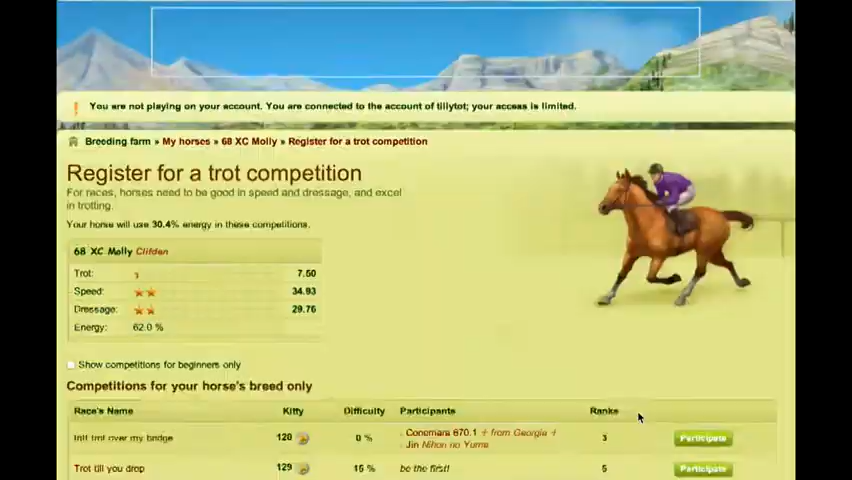 You are not playing on your account. You are connected to the account of tillytot; your access is limited.
Breeding farm » My horses » 68 XC Molly » Register for a trot competition
Register for a trot competition
For races, horses need to be good in speed and dressage, and excel
in trotting.
Your horse will use 30.4% energy in these competitions.
68 XC Molly Clifden
Trot: 7.50
Speed: 34.93
Dressage: 29.76
Energy: 62.0 %
Show competitions for beginners only
Competitions for your horse's breed only
Race's Name Kitty Difficulty Participants Ranks
trot over my bridge 120 0 % . Conomara 870.1 + from Georgie + 3 Participate
. Jin Nihon no Yume
Trot till you drop 129 15 % be the first! 5 Participate